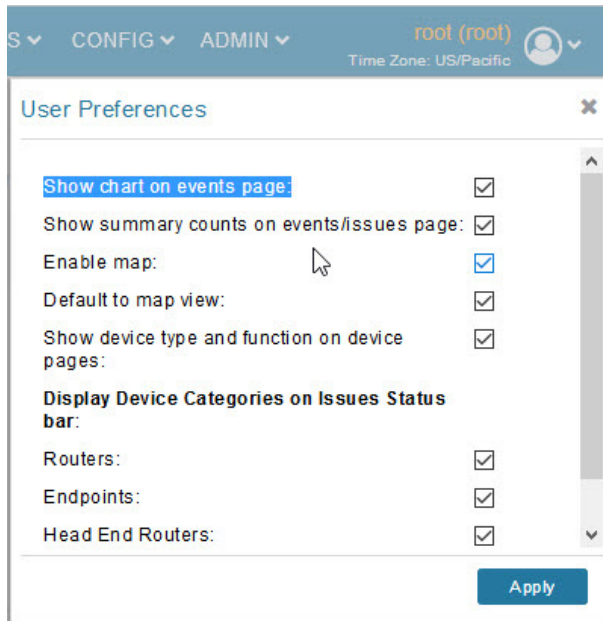 S CONFIG ADMIN root (root)
Time Zone: US/Pacific
User Preferences
Show chart on events page:
Show summary counts on events/issues page:
Enable map:
Default to map view:
Show device type and function on device
pages:
Display Device Categories on Issues Status
bar:
Routers:
Endpoints:
Head End Routers:
Apply